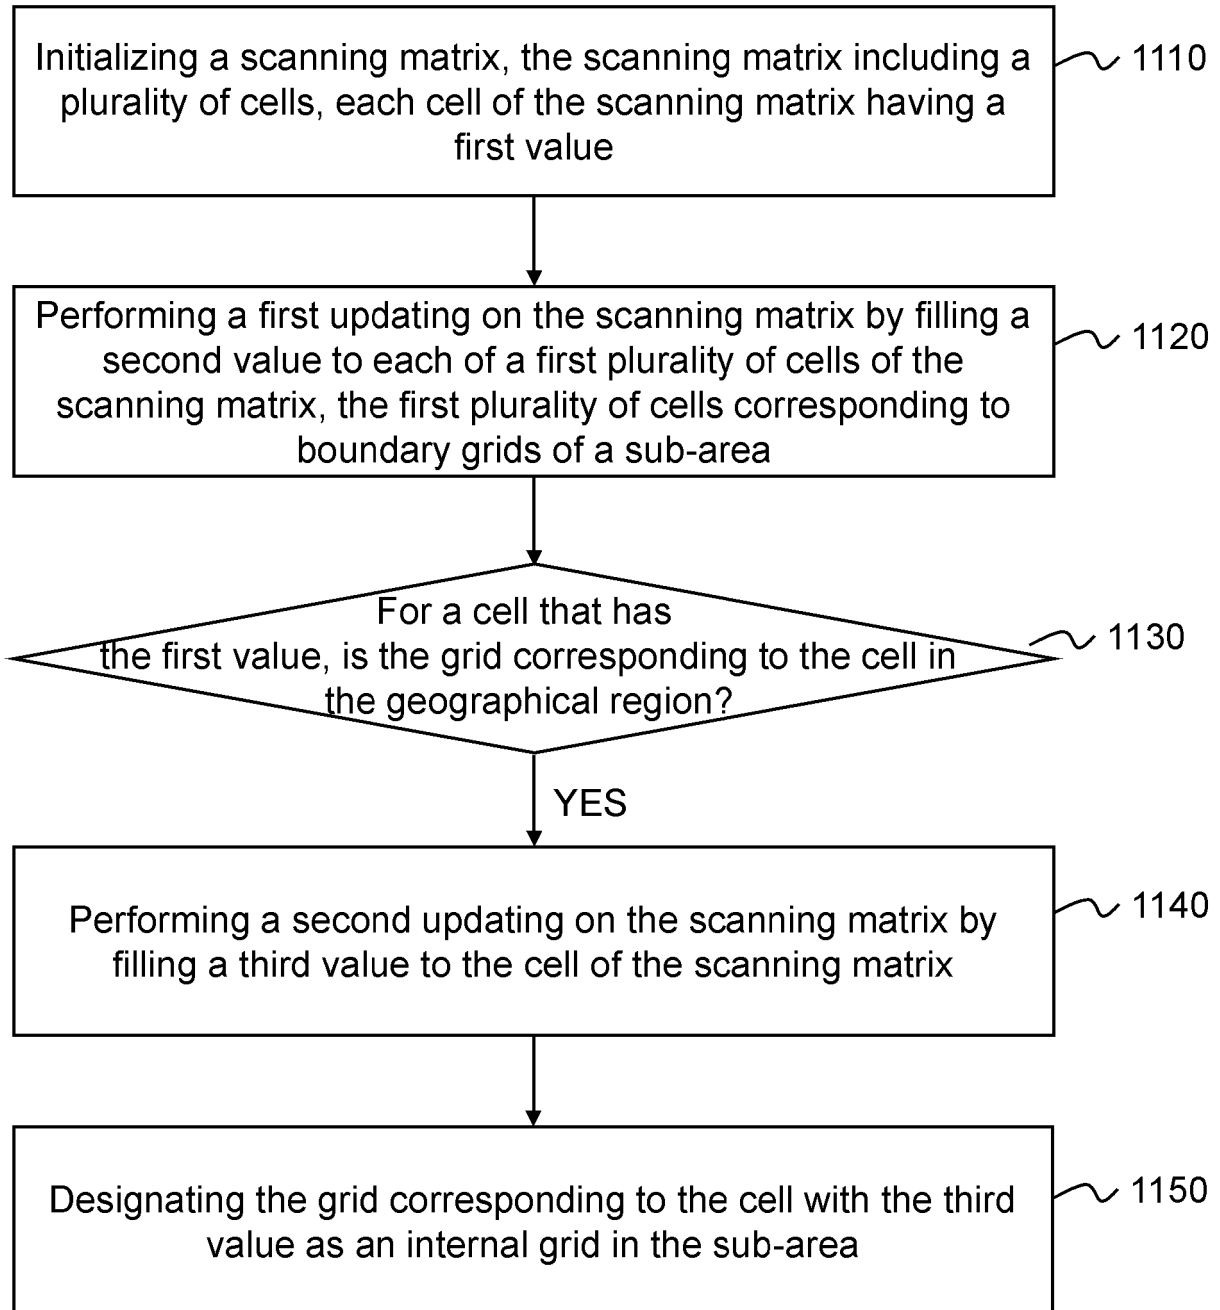 Initializing a scanning matrix, the scanning matrix including a
plurality of cells, each cell of the scanning matrix having a
first value
1110
Performing a first updating on the scanning matrix by filling a
second value to each of a first plurality of cells of the
scanning matrix, the first plurality of cells corresponding to
boundary grids of a sub-area
1120
For a cell that has
the first value, is the grid corresponding to the cell in
the geographical region?
1130
YES
Performing a second updating on the scanning matrix by
filling a third value to the cell of the scanning matrix
1140
Designating the grid corresponding to the cell with the third
value as an internal grid in the sub-area
1150